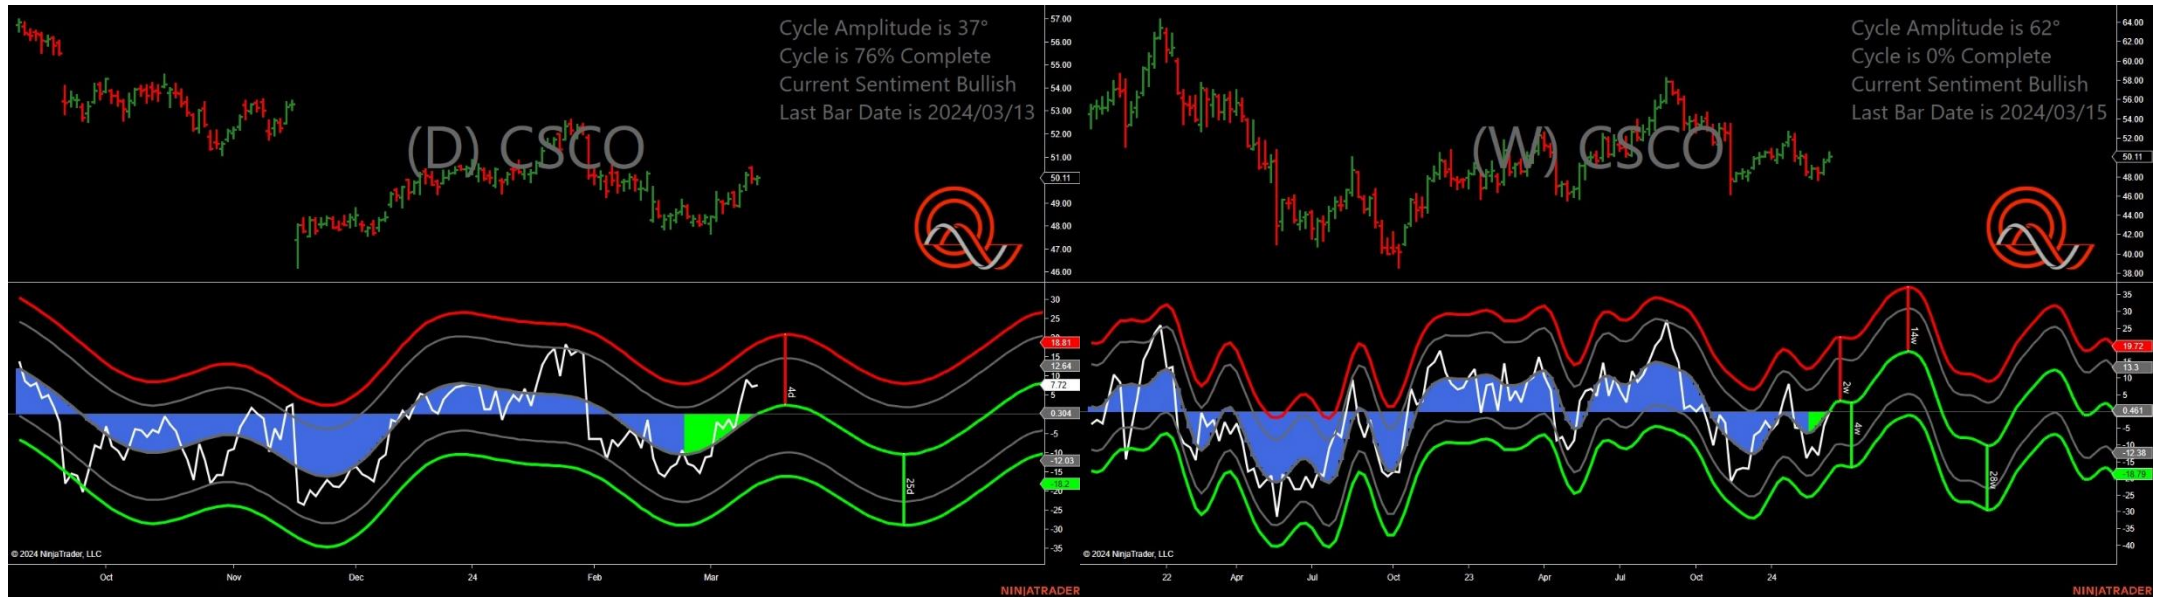 Cycle Amplitude is 37°
Cycle is 76% Complete
Current Sentiment Bullish
Last Bar Date is 2024/03/13
(D) CSCO
57.00
56.00
55.00
54.00
53.00
52.00
51.00
50.11
49.00
48.00
47.00
46.00
30
25
18.81
15
12.64
10
7.72
5
0.304
-5
-10
-12.03
-15
-18.2
-20
-25
-30
-35
4d
25d
© 2024 NinjaTrader, LLC
Oct
Nov
Dec
24
Feb
Mar
NINJATRADER
Cycle Amplitude is 62°
Cycle is 0% Complete
Current Sentiment Bullish
Last Bar Date is 2024/03/15
(W) CSCO
64.00
62.00
60.00
58.00
56.00
54.00
52.00
50.11
48.00
46.00
44.00
42.00
40.00
38.00
35
30
25
19.72
15
13.3
10
5
0.461
-5
-10
-12.38
-15
-18.79
-25
-30
-35
-40
2w
4w
14w
28w
© 2024 NinjaTrader, LLC
22
Apr
Jul
Oct
23
Apr
Jul
Oct
24
NINJATRADER